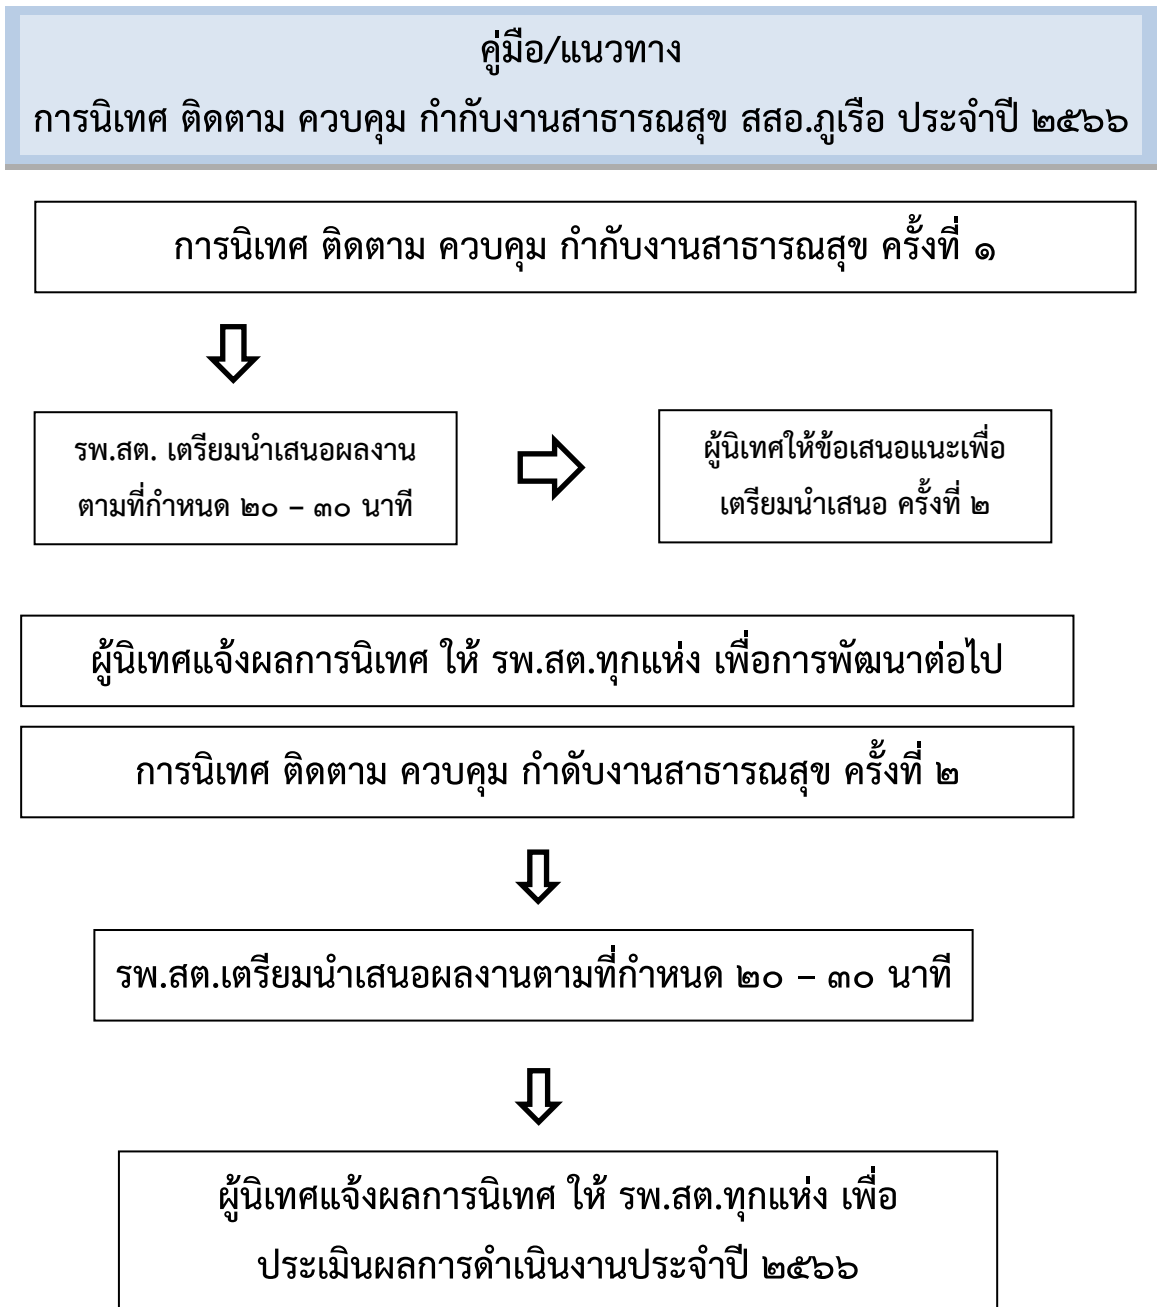 คู่มือ/แนวทาง
การนิเทศ ติดตาม ควบคุม กำกับงานสาธารณสุข สสอ.ภูเรือ ประจำปี ๒๕๖๖
การนิเทศ ติดตาม ควบคุม กำกับงานสาธารณสุข ครั้งที่ ๑
รพ.สต. เตรียมนำเสนอผลงาน
ตามที่กำหนด ๒๐ – ๓๐ นาที
ผู้นิเทศให้ข้อเสนอแนะเพื่อ
เตรียมนำเสนอ ครั้งที่ ๒
ผู้นิเทศแจ้งผลการนิเทศ ให้ รพ.สต.ทุกแห่ง เพื่อการพัฒนาต่อไป
การนิเทศ ติดตาม ควบคุม กำดับงานสาธารณสุข ครั้งที่ ๒
รพ.สต.เตรียมนำเสนอผลงานตามที่กำหนด ๒๐ – ๓๐ นาที
ผู้นิเทศแจ้งผลการนิเทศ ให้ รพ.สต.ทุกแห่ง เพื่อ
ประเมินผลการดำเนินงานประจำปี ๒๕๖๖